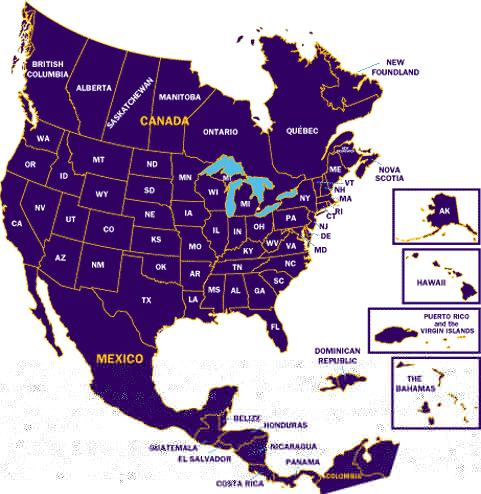 NEW
FOUNDLAND
BRITISH
COLUMBIA
ALBERTA
SASKATCHEWAN
MANITOBA
CANADA
ONTARIO
QUÉBEC
NOVA
SCOTIA
WA
OR
ID
MT
ND
MN
WI
MI
MI
ME
VT
NH
MA
RI
CT
NY
NJ
DE
MD
PA
SD
WY
NV
UT
CO
NE
IA
KS
MO
IL
IN
OH
WV
VA
KY
CA
AZ
NM
OK
AR
TN
NC
SC
MS
AL
GA
LA
TX
FL
AK
HAWAII
PUERTO RICO
and the
VIRGIN ISLANDS
MEXICO
DOMINICAN
REPUBLIC
THE
BAHAMAS
BELIZE
HONDURAS
GUATEMALA
NICARAGUA
EL SALVADOR
PANAMA
COSTA RICA
COLOMBIA